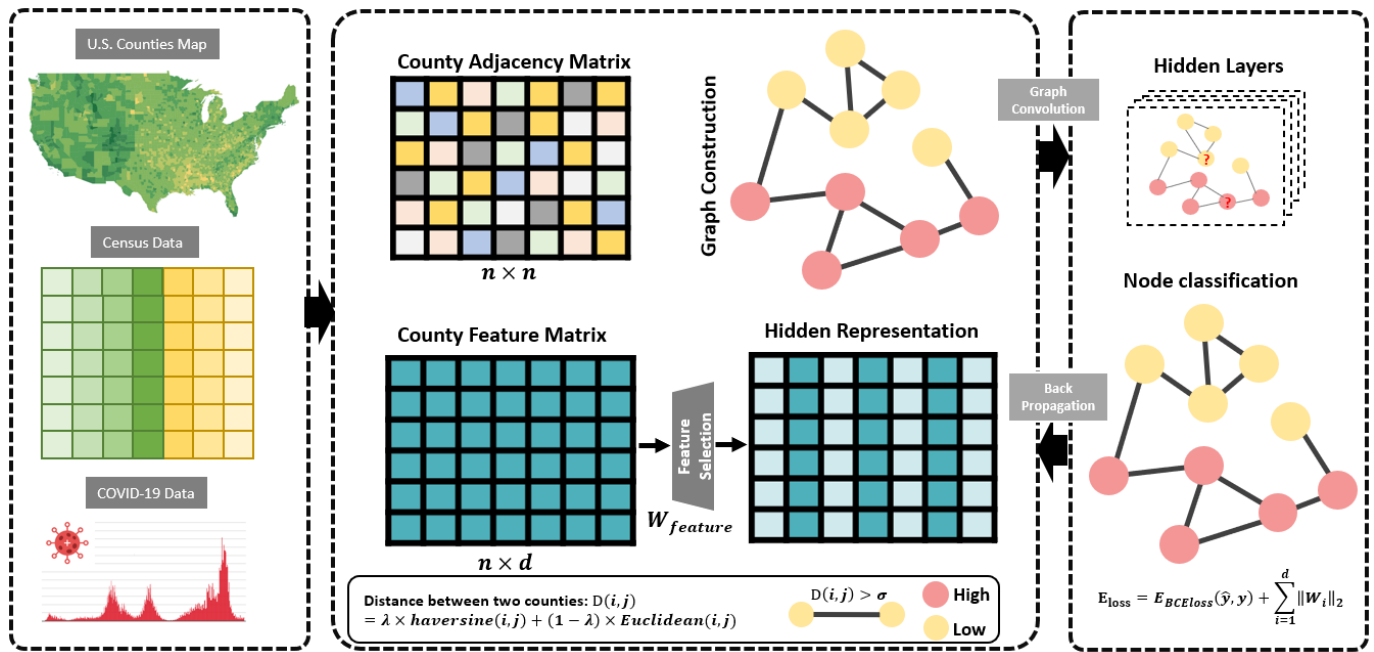 U.S. Counties Map
Census Data
COVID-19 Data
County Adjacency Matrix
n × n
Graph Construction
County Feature Matrix
n × d
Feature
Selection
W_feature
Hidden Representation
Distance between two counties: D(i, j)
= λ × haversine(i, j) + (1 − λ) × Euclidean(i, j)
D(i, j) > σ
High
Low
Graph
Convolution
Back
Propagation
Hidden Layers
?
?
Node classification
E_loss = E_BCEloss(ŷ, y) + ∑_{i=1}^{d} ‖W_i‖_2